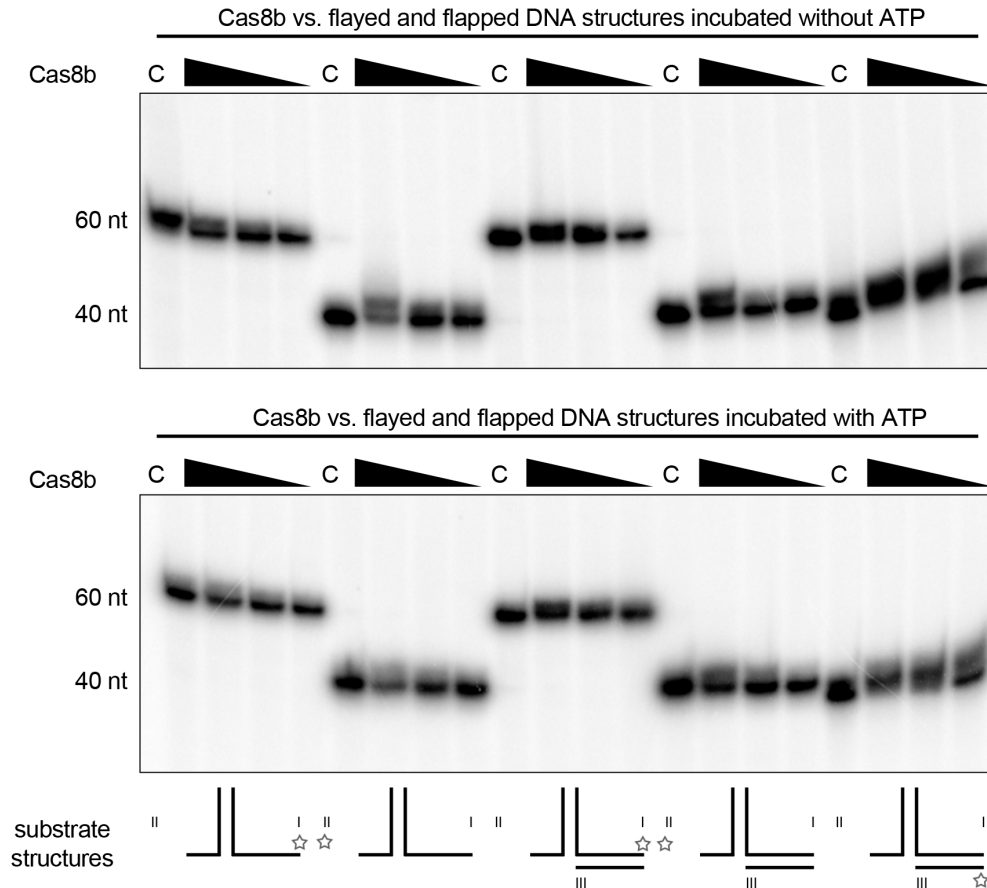 Cas8b vs. flayed and flapped DNA structures incubated without ATP
Cas8b C C C C C
60 nt
40 nt
Cas8b vs. flayed and flapped DNA structures incubated with ATP
Cas8b C C C C C
60 nt
40 nt
substrate structures
II I II I II I II I II I
III III III